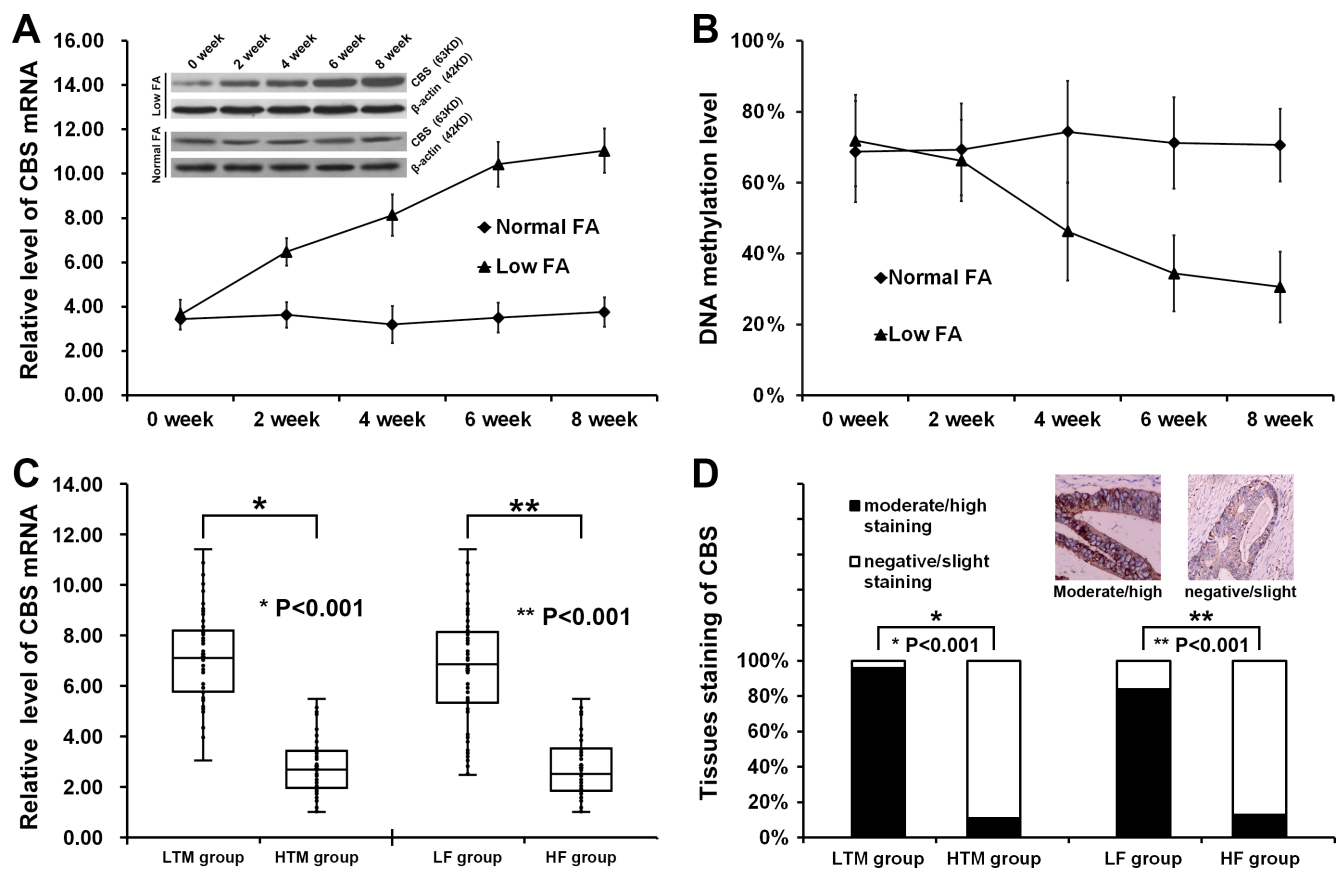 A
Relative level of CBS mRNA
16.00
14.00
12.00
10.00
8.00
6.00
4.00
2.00
0.00
0 week
2 week
4 week
6 week
8 week
Low FA
Normal FA
CBS (63KD)
β-actin (42KD)
CBS (63KD)
β-actin (42KD)
Normal FA
Low FA
0 week
2 week
4 week
6 week
8 week
B
DNA methylation level
100%
80%
60%
40%
20%
0%
Normal FA
Low FA
0 week
2 week
4 week
6 week
8 week
C
Relative level of CBS mRNA
14.00
12.00
10.00
8.00
6.00
4.00
2.00
0.00
*
* P<0.001
**
** P<0.001
LTM group
HTM group
LF group
HF group
D
Tissues staining of CBS
moderate/high
staining
negative/slight
staining
Moderate/high
negative/slight
*
* P<0.001
**
** P<0.001
100%
80%
60%
40%
20%
0%
LTM group
HTM group
LF group
HF group